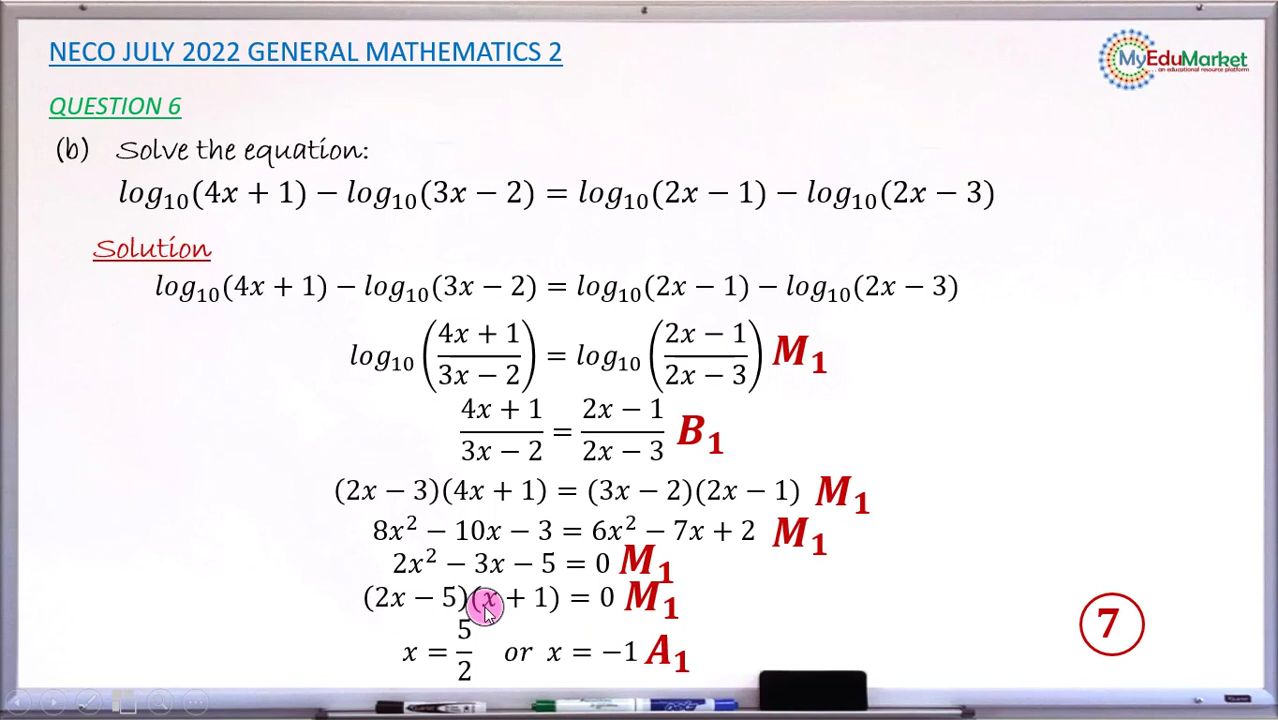 NECO JULY 2022 GENERAL MATHEMATICS 2
MyEduMarket
...an educational resource platform
QUESTION 6
(b) Solve the equation:
log₁₀(4x + 1) − log₁₀(3x − 2) = log₁₀(2x − 1) − log₁₀(2x − 3)
Solution
log₁₀(4x + 1) − log₁₀(3x − 2) = log₁₀(2x − 1) − log₁₀(2x − 3)
log₁₀((4x + 1)/(3x − 2)) = log₁₀((2x − 1)/(2x − 3)) M₁
(4x + 1)/(3x − 2) = (2x − 1)/(2x − 3) B₁
(2x − 3)(4x + 1) = (3x − 2)(2x − 1) M₁
8x² − 10x − 3 = 6x² − 7x + 2 M₁
2x² − 3x − 5 = 0 M₁
(2x − 5)(x + 1) = 0 M₁
x = 5/2 or x = −1 A₁
7